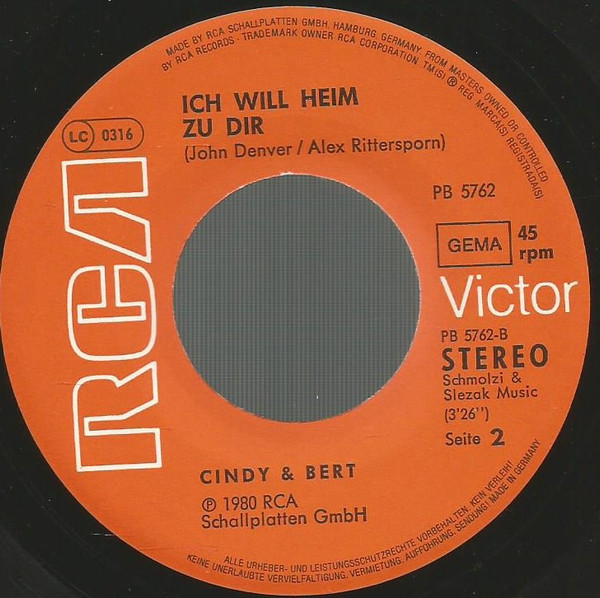 MADE BY RCA SCHALLPLATTEN GMBH, HAMBURG, GERMANY, FROM MASTERS OWNED OR CONTROLLED
BY RCA RECORDS · TRADEMARK OWNER RCA CORPORATION TM(S) ® REG. MARCA(S) REGISTRADA(S)
ICH WILL HEIM
ZU DIR
(John Denver / Alex Rittersporn)
LC 0316
PB 5762
GEMA
45
rpm
RCA
Victor
PB 5762-B
STEREO
Schmolzi &
Slezak Music
(3'26'')
Seite 2
CINDY & BERT
℗ 1980 RCA
Schallplatten GmbH
ALLE URHEBER- UND LEISTUNGSSCHUTZRECHTE VORBEHALTEN. KEIN VERLEIH!
KEINE UNERLAUBTE VERVIELFÄLTIGUNG, VERMIETUNG, AUFFÜHRUNG, SENDUNG! MADE IN GERMANY